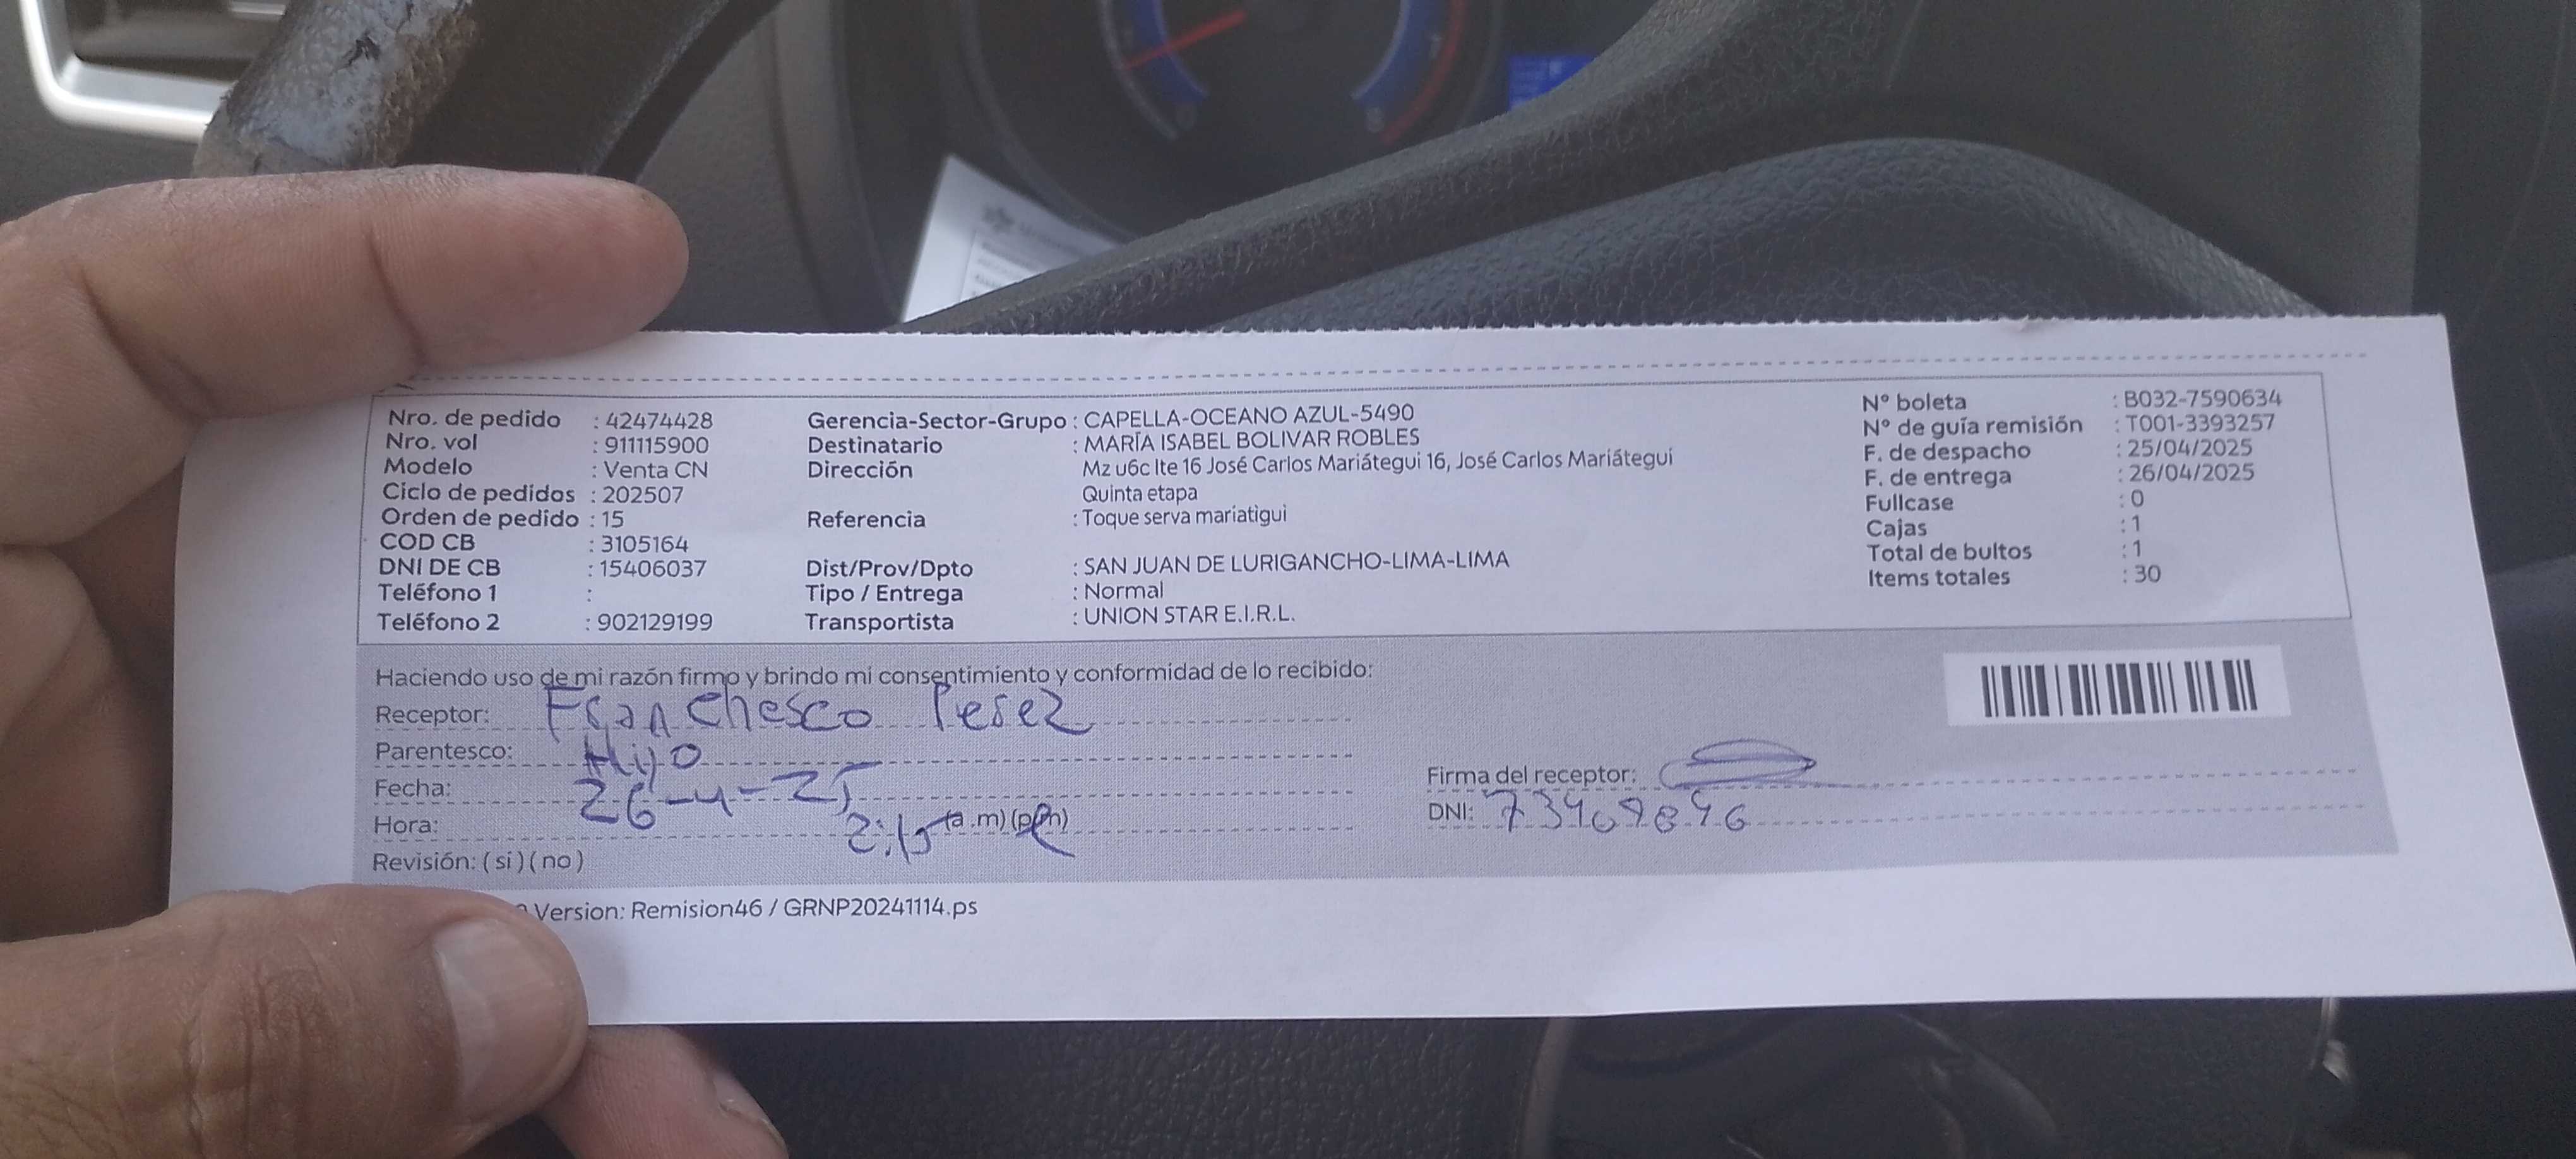 Nro. de pedido : 42474428
Nro. vol : 911115900
Modelo : Venta CN
Ciclo de pedidos : 202507
Orden de pedido : 15
COD CB : 3105164
DNI DE CB : 15406037
Teléfono 1 :
Teléfono 2 : 902129199
Gerencia-Sector-Grupo : CAPELLA-OCEANO AZUL-5490
Destinatario : MARÍA ISABEL BOLIVAR ROBLES
Dirección Mz u6c lte 16 José Carlos Mariátegui 16, José Carlos Mariátegui
Quinta etapa
Referencia : Toque serva mariatigui
Dist/Prov/Dpto : SAN JUAN DE LURIGANCHO-LIMA-LIMA
Tipo / Entrega : Normal
Transportista : UNION STAR E.I.R.L.
N° boleta : B032-7590634
N° de guía remisión : T001-3393257
F. de despacho : 25/04/2025
F. de entrega : 26/04/2025
Fullcase : 0
Cajas : 1
Total de bultos : 1
Items totales : 30
Haciendo uso de mi razón firmo y brindo mi consentimiento y conformidad de lo recibido:
Receptor: Franchesco Perez
Parentesco: Hijo
Fecha: 26-4-25
Hora: 2:15 (a .m) (pm)
Revisión: ( si ) ( no )
Firma del receptor:
DNI:
Version: Remision46 / GRNP20241114.ps